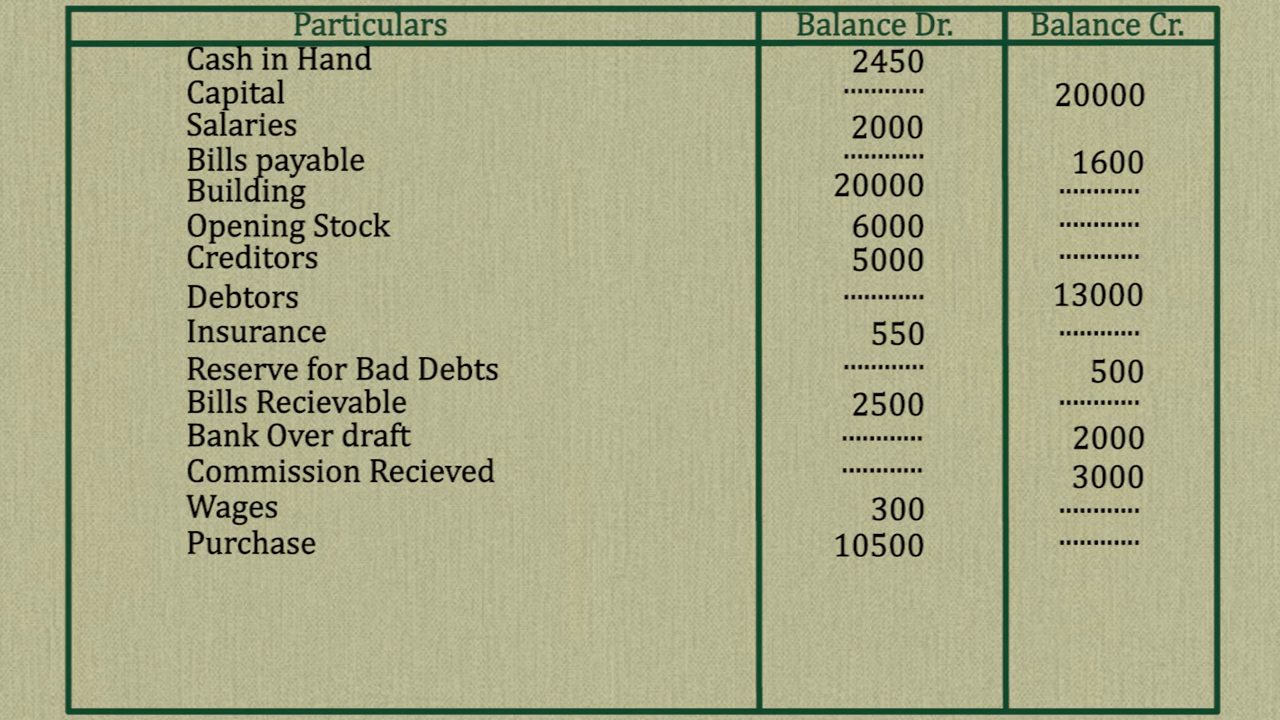 Particulars Balance Dr. Balance Cr.
Cash in Hand 2450
Capital ............ 20000
Salaries 2000
Bills payable ............ 1600
Building 20000 ............
Opening Stock 6000 ............
Creditors 5000 ............
Debtors ............ 13000
Insurance 550 ............
Reserve for Bad Debts ............ 500
Bills Recievable 2500 ............
Bank Over draft ............ 2000
Commission Recieved ............ 3000
Wages 300 ............
Purchase 10500 ............